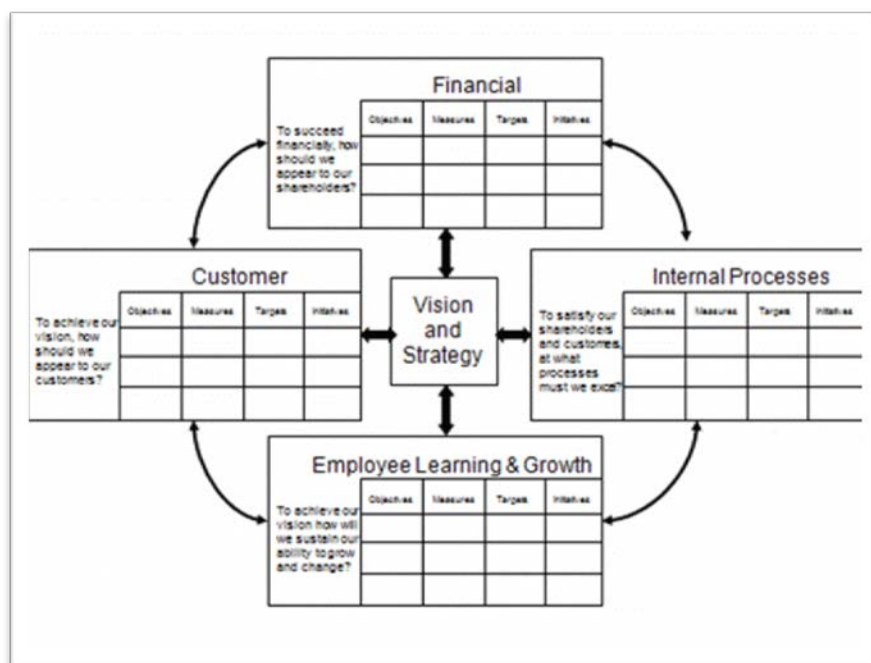 Financial
Objectives Measures Targets Initiatives
To succeed
financially, how
should we
appear to our
shareholders?
Customer
Objectives Measures Targets Initiatives
To achieve our
vision, how
should we
appear to our
customers?
Vision
and
Strategy
Internal Processes
Objectives Measures Targets Initiatives
To satisfy our
shareholders
and customers,
at what
processes
must we excel?
Employee Learning & Growth
Objectives Measures Targets Initiatives
To achieve our
vision how will
we sustain our
ability to grow
and change?